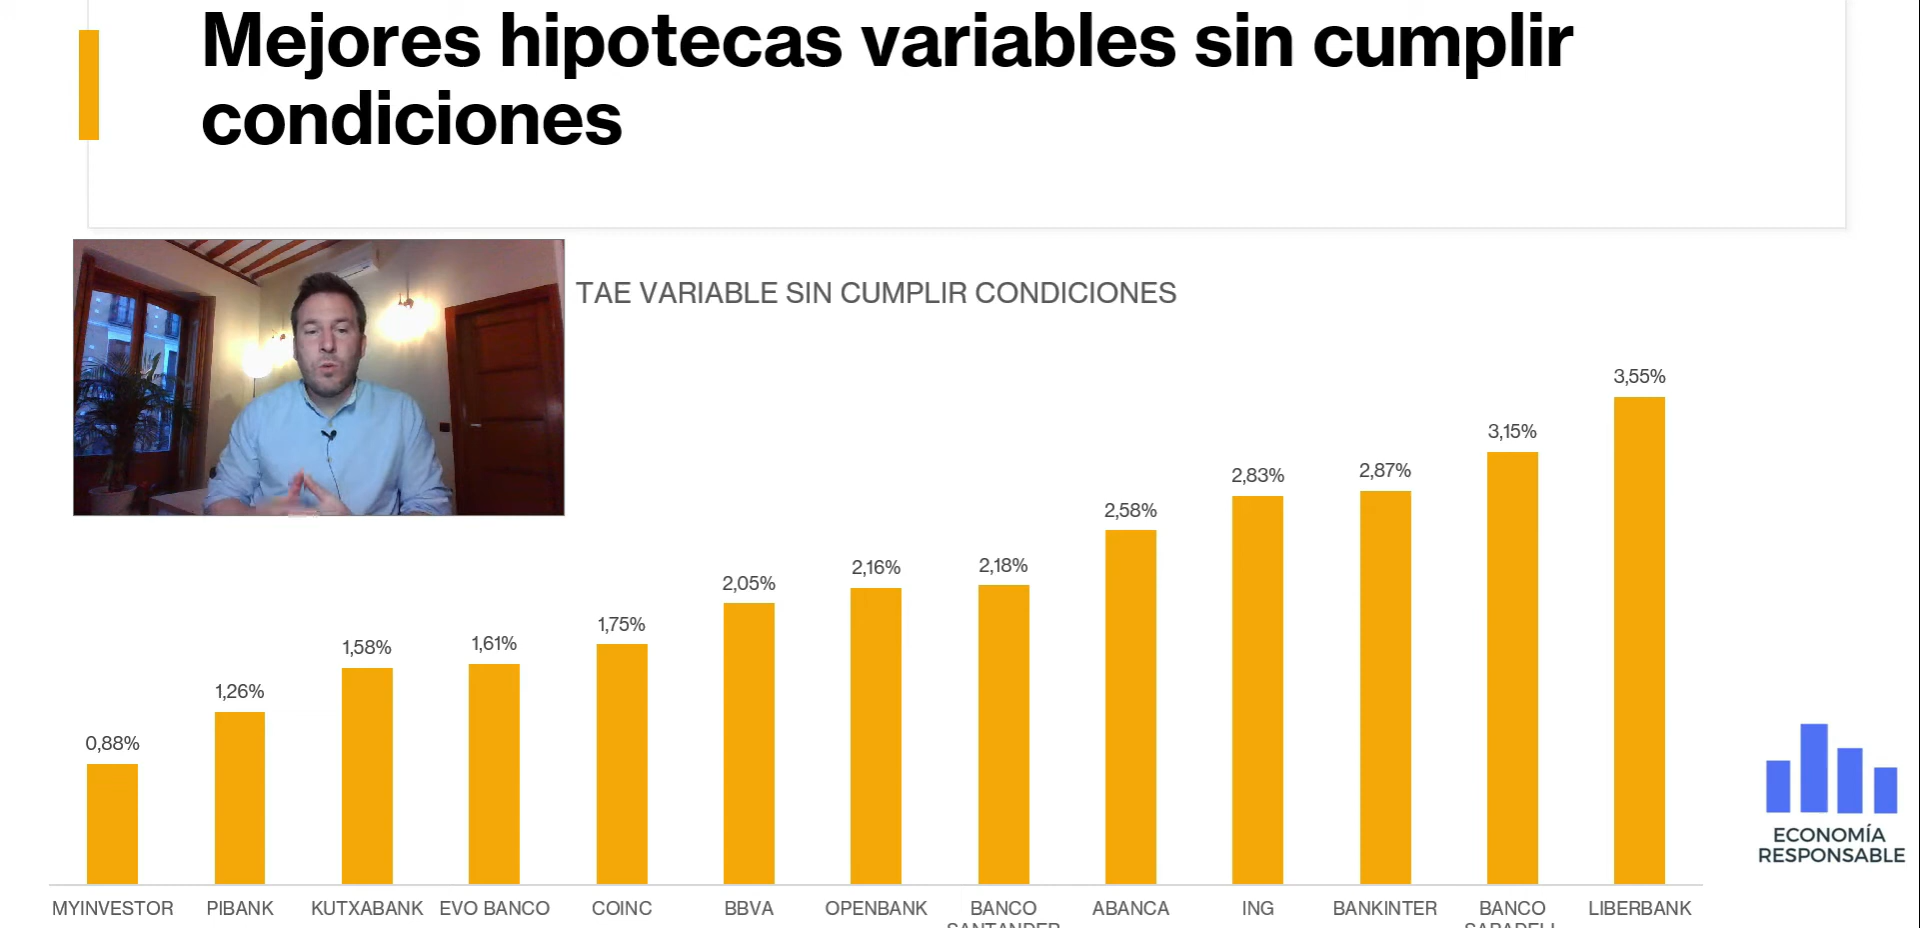 Mejores hipotecas variables sin cumplir
condiciones
TAE VARIABLE SIN CUMPLIR CONDICIONES
0,88%
1,26%
1,58%
1,61%
1,75%
2,05%
2,16%
2,18%
2,58%
2,83%
2,87%
3,15%
3,55%
MYINVESTOR
PIBANK
KUTXABANK
EVO BANCO
COINC
BBVA
OPENBANK
BANCO
SANTANDER
ABANCA
ING
BANKINTER
BANCO
SABADELL
LIBERBANK
ECONOMÍA
RESPONSABLE